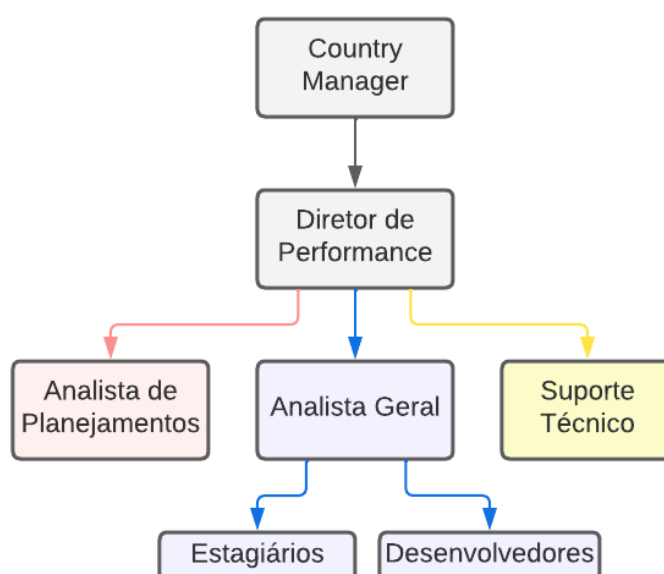 Country
Manager
Diretor de
Performance
Analista de
Planejamentos
Analista Geral
Suporte
Técnico
Estagiários
Desenvolvedores